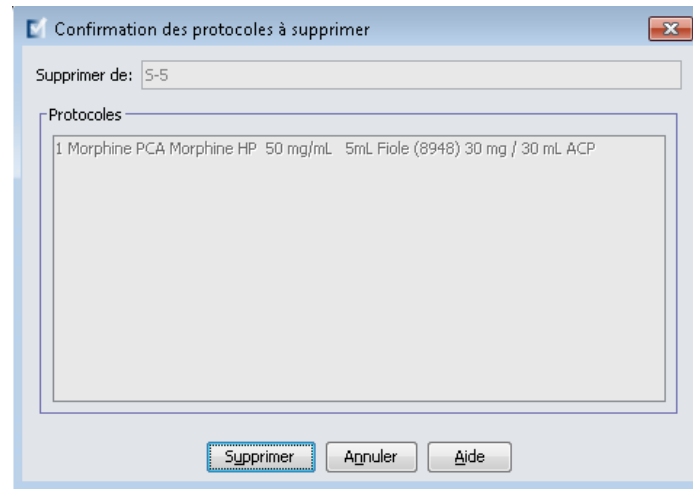 Confirmation des protocoles à supprimer
Supprimer de: S-5
Protocoles
1 Morphine PCA Morphine HP  50 mg/mL   5mL Fiole (8948) 30 mg / 30 mL ACP
Supprimer Annuler Aide